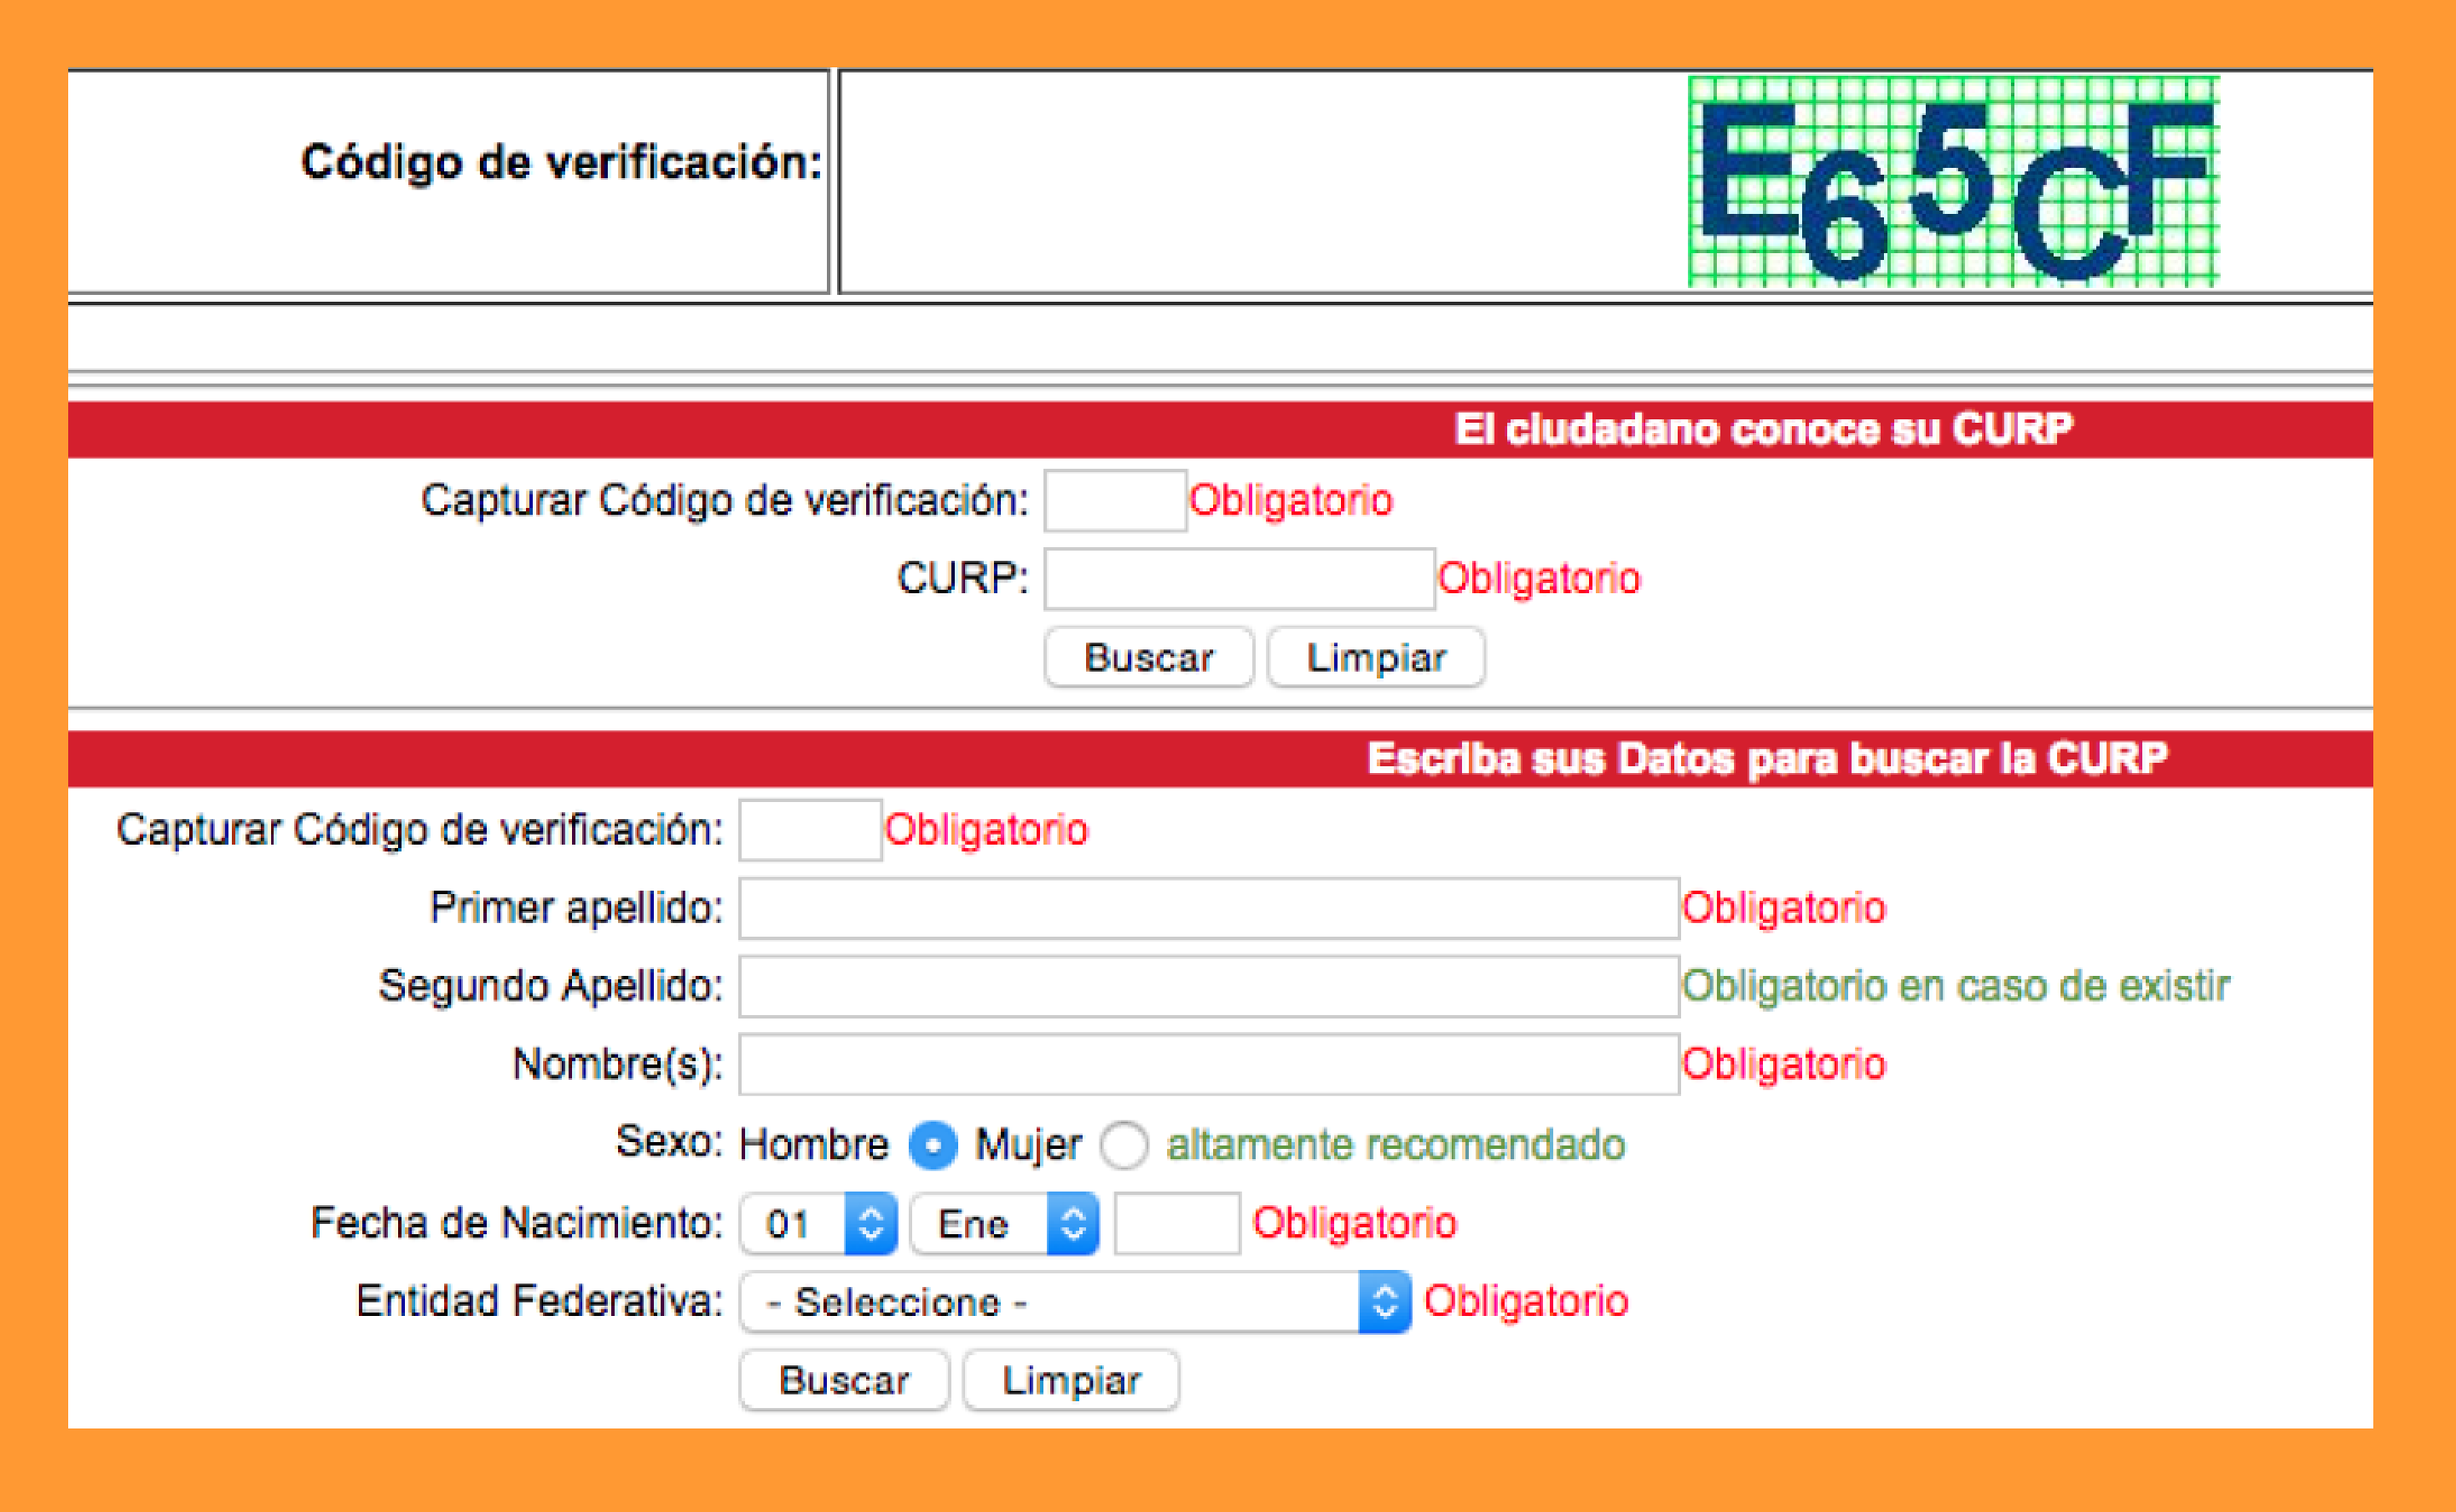 Código de verificación: E65CF
El ciudadano conoce su CURP
Capturar Código de verificación: Obligatorio
CURP: Obligatorio
Buscar Limpiar
Escriba sus Datos para buscar la CURP
Capturar Código de verificación: Obligatorio
Primer apellido: Obligatorio
Segundo Apellido: Obligatorio en caso de existir
Nombre(s): Obligatorio
Sexo: Hombre Mujer altamente recomendado
Fecha de Nacimiento: 01 Ene Obligatorio
Entidad Federativa: - Seleccione - Obligatorio
Buscar Limpiar